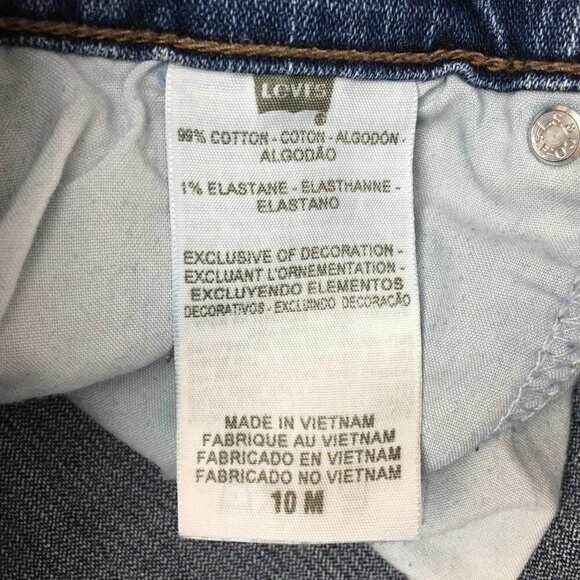 Levi's
®
99% COTTON - COTON - ALGODÓN -
ALGODÃO
1% ELASTANE - ELASTHANNE -
ELASTANO
EXCLUSIVE OF DECORATION -
EXCLUANT L'ORNEMENTATION -
EXCLUYENDO ELEMENTOS
DECORATIVOS - EXCLUINDO DECORAÇÃO
MADE IN VIETNAM
FABRIQUE AU VIETNAM
FABRICADO EN VIETNAM
FABRICADO NO VIETNAM
10 M